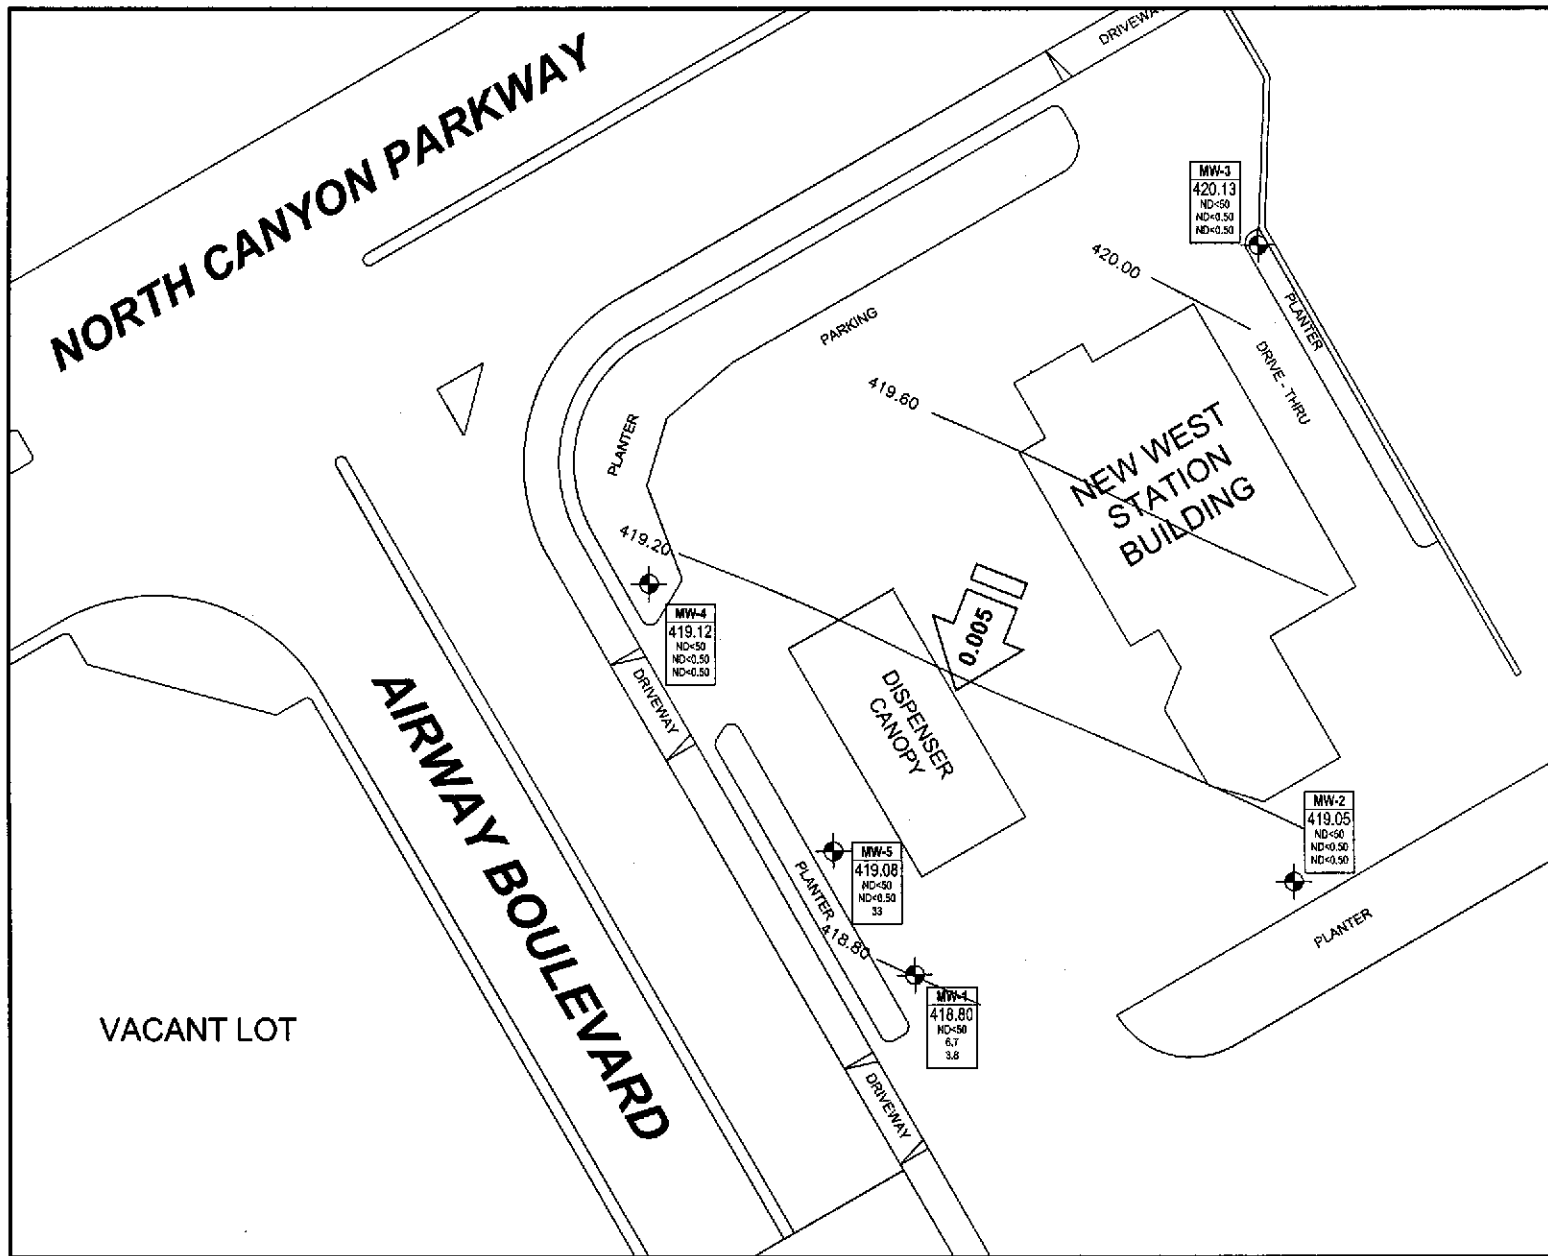 DRIVEWAY
NORTH CANYON PARKWAY
MW-3
420.13
ND<50
ND<0.50
ND<0.50
420.00
PLANTER
PARKING
DRIVE - THRU
419.60
PLANTER
NEW WEST
STATION
BUILDING
419.20
MW-4
419.12
ND<50
ND<0.50
ND<0.50
0.005
DRIVEWAY
DISPENSER
CANOPY
AIRWAY BOULEVARD
MW-2
419.05
ND<50
ND<0.50
ND<0.50
MW-5
419.08
ND<50
ND<0.50
33
PLANTER
418.80
PLANTER
MW-1
418.80
ND<50
6.7
3.8
VACANT LOT
DRIVEWAY